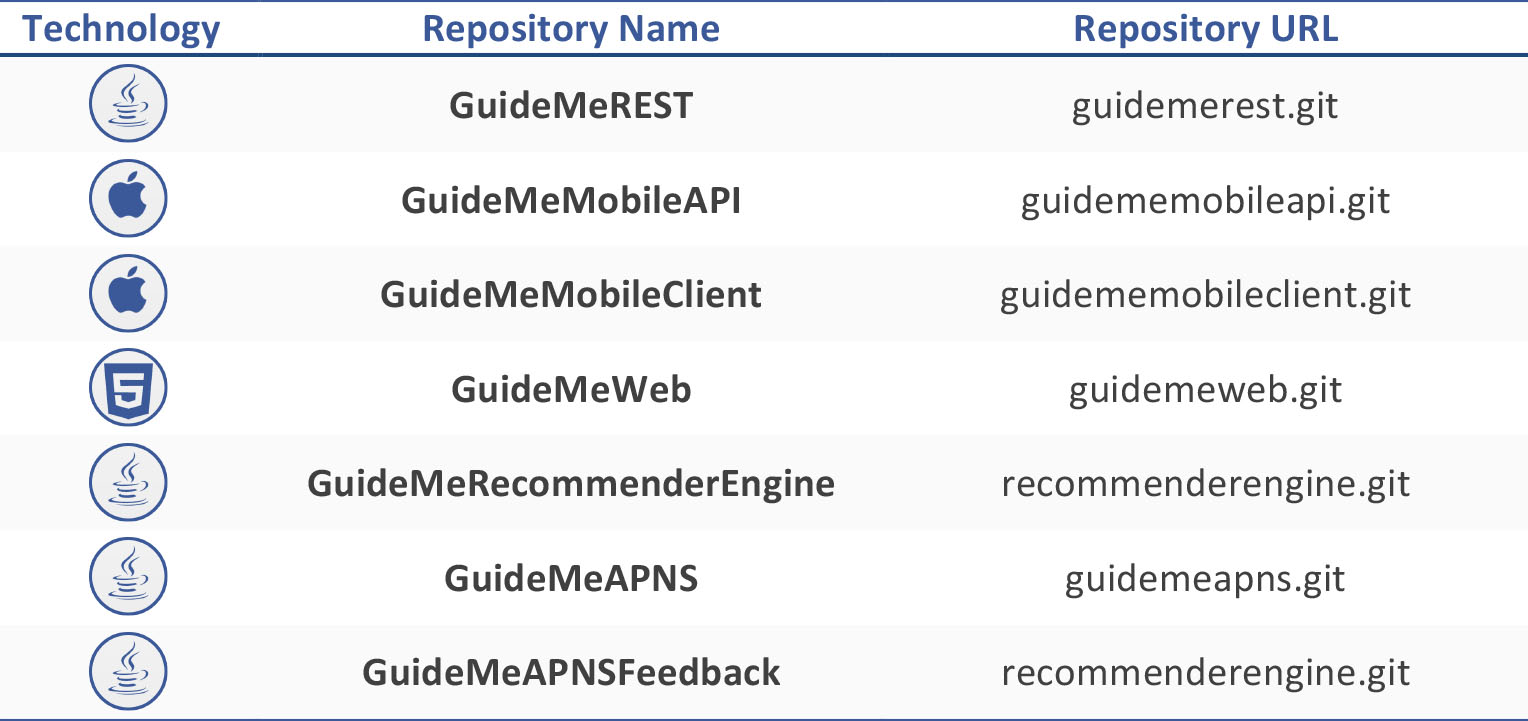 Technology Repository Name Repository URL
GuideMeREST guidemerest.git
GuideMeMobileAPI guidememobileapi.git
GuideMeMobileClient guidememobileclient.git
GuideMeWeb guidemeweb.git
GuideMeRecommenderEngine recommenderengine.git
GuideMeAPNS guidemeapns.git
GuideMeAPNSFeedback recommenderengine.git